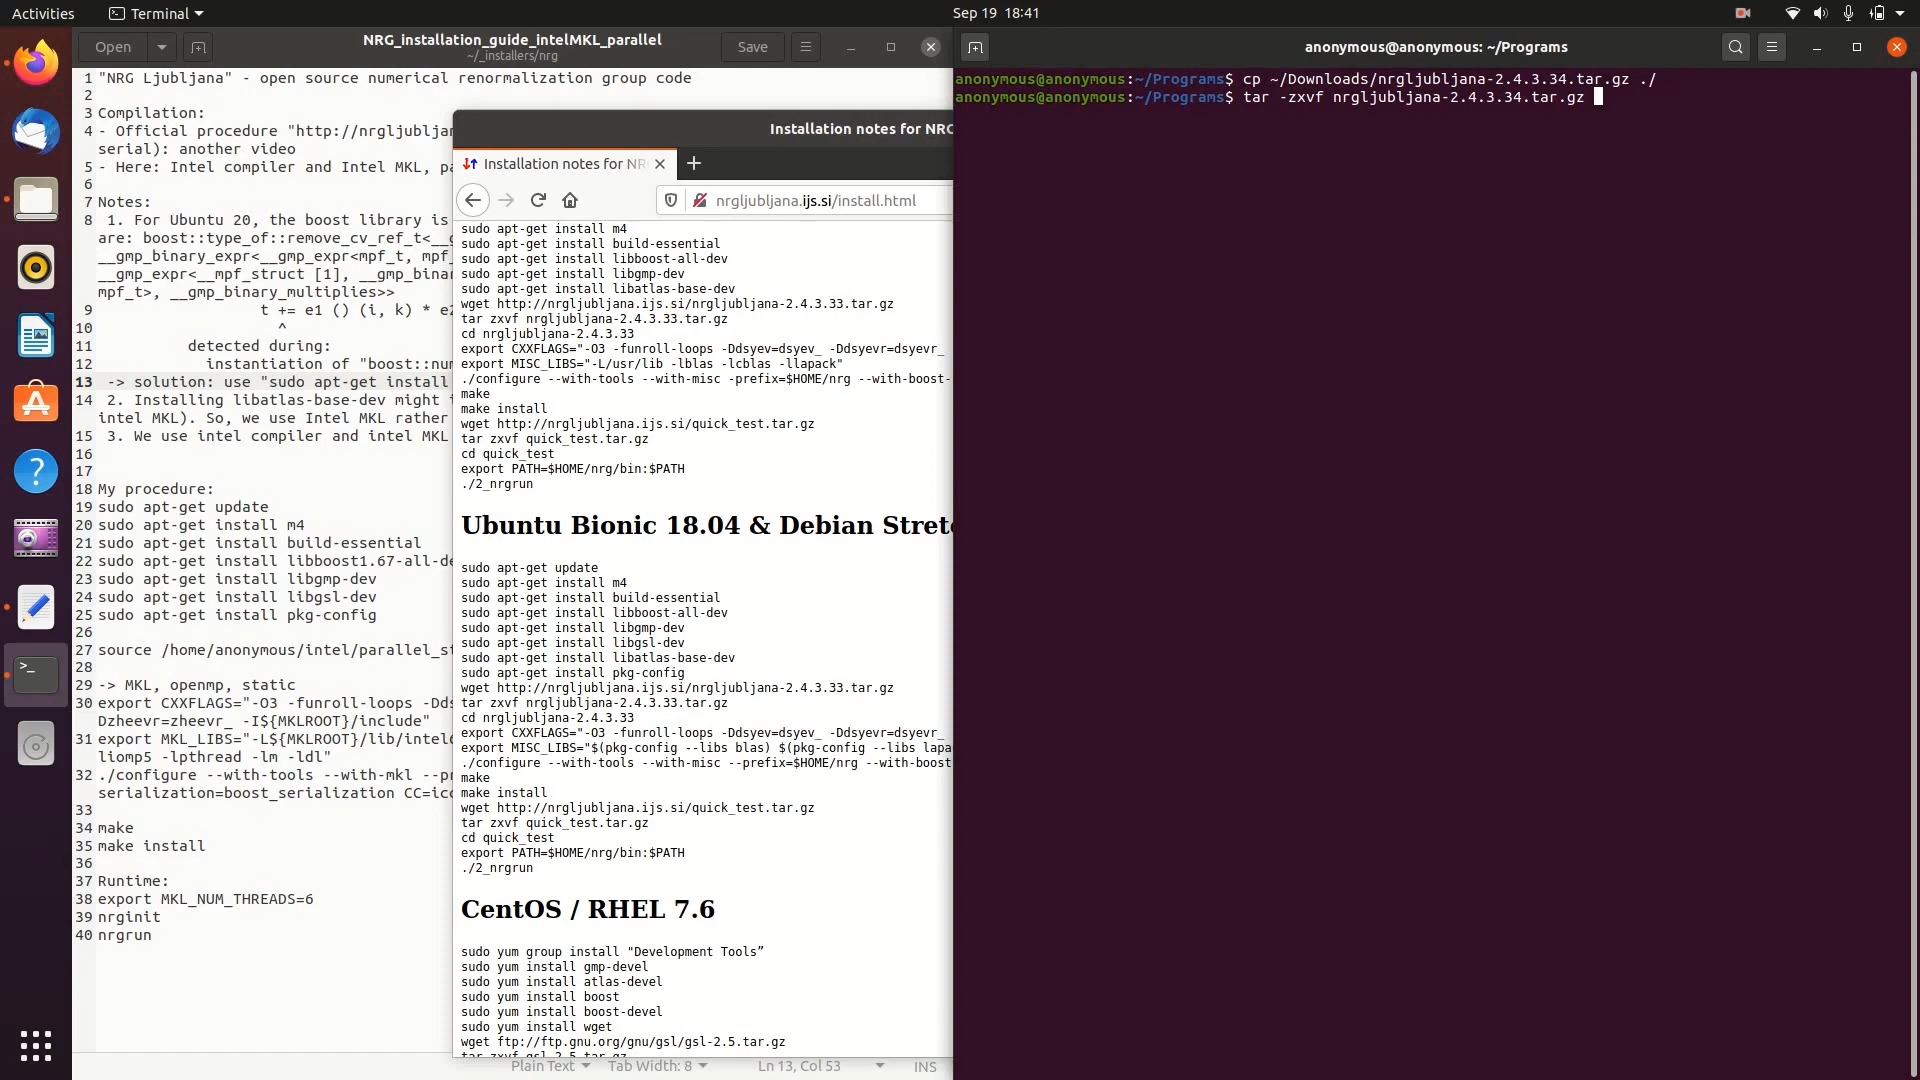 Activities
Terminal
Sep 19 18:41
Open
NRG_installation_guide_intelMKL_parallel
~/_installers/nrg
Save
1 "NRG Ljubljana" - open source numerical renormalization group code
2
3 Compilation:
4 - Official procedure "http://nrgljubljan
serial): another video
5 - Here: Intel compiler and Intel MKL, pa
6
7 Notes:
8 1. For Ubuntu 20, the boost library is
are: boost::type_of::remove_cv_ref_t<__g
__gmp_binary_expr<__gmp_expr<mpf_t, mpf_
__gmp_expr<__mpf_struct [1], __gmp_binar
mpf_t>, __gmp_binary_multiplies>>
9 t += e1 () (i, k) * e2
10 ^
11 detected during:
12 instantiation of "boost::num
13 -> solution: use "sudo apt-get install
14 2. Installing libatlas-base-dev might
intel MKL). So, we use Intel MKL rather
15 3. We use intel compiler and intel MKL
16
17
18 My procedure:
19 sudo apt-get update
20 sudo apt-get install m4
21 sudo apt-get install build-essential
22 sudo apt-get install libboost1.67-all-de
23 sudo apt-get install libgmp-dev
24 sudo apt-get install libgsl-dev
25 sudo apt-get install pkg-config
26
27 source /home/anonymous/intel/parallel_st
28
29 -> MKL, openmp, static
30 export CXXFLAGS="-O3 -funroll-loops -Dds
Dzheevr=zheevr_ -I${MKLROOT}/include"
31 export MKL_LIBS="-L${MKLROOT}/lib/intel6
liomp5 -lpthread -lm -ldl"
32 ./configure --with-tools --with-mkl --pr
serialization=boost_serialization CC=icc
33
34 make
35 make install
36
37 Runtime:
38 export MKL_NUM_THREADS=6
39 nrginit
40 nrgrun
Plain Text
Tab Width: 8
Ln 13, Col 53
INS
Installation notes for NRG
Installation notes for NR
nrgljubljana.ijs.si/install.html
sudo apt-get install m4
sudo apt-get install build-essential
sudo apt-get install libboost-all-dev
sudo apt-get install libgmp-dev
sudo apt-get install libatlas-base-dev
wget http://nrgljubljana.ijs.si/nrgljubljana-2.4.3.33.tar.gz
tar zxvf nrgljubljana-2.4.3.33.tar.gz
cd nrgljubljana-2.4.3.33
export CXXFLAGS="-O3 -funroll-loops -Ddsyev=dsyev_ -Ddsyevr=dsyevr_
export MISC_LIBS="-L/usr/lib -lblas -lcblas -llapack"
./configure --with-tools --with-misc -prefix=$HOME/nrg --with-boost-
make
make install
wget http://nrgljubljana.ijs.si/quick_test.tar.gz
tar zxvf quick_test.tar.gz
cd quick_test
export PATH=$HOME/nrg/bin:$PATH
./2_nrgrun
Ubuntu Bionic 18.04 & Debian Stret
sudo apt-get update
sudo apt-get install m4
sudo apt-get install build-essential
sudo apt-get install libboost-all-dev
sudo apt-get install libgmp-dev
sudo apt-get install libgsl-dev
sudo apt-get install libatlas-base-dev
sudo apt-get install pkg-config
wget http://nrgljubljana.ijs.si/nrgljubljana-2.4.3.33.tar.gz
tar zxvf nrgljubljana-2.4.3.33.tar.gz
cd nrgljubljana-2.4.3.33
export CXXFLAGS="-O3 -funroll-loops -Ddsyev=dsyev_ -Ddsyevr=dsyevr_
export MISC_LIBS="$(pkg-config --libs blas) $(pkg-config --libs lapa
./configure --with-tools --with-misc --prefix=$HOME/nrg --with-boost
make
make install
wget http://nrgljubljana.ijs.si/quick_test.tar.gz
tar zxvf quick_test.tar.gz
cd quick_test
export PATH=$HOME/nrg/bin:$PATH
./2_nrgrun
CentOS / RHEL 7.6
sudo yum group install "Development Tools”
sudo yum install gmp-devel
sudo yum install atlas-devel
sudo yum install boost
sudo yum install boost-devel
sudo yum install wget
wget ftp://ftp.gnu.org/gnu/gsl/gsl-2.5.tar.gz
tar zxvf gsl-2.5.tar.gz
anonymous@anonymous: ~/Programs
anonymous@anonymous:~/Programs$ cp ~/Downloads/nrgljubljana-2.4.3.34.tar.gz ./
anonymous@anonymous:~/Programs$ tar -zxvf nrgljubljana-2.4.3.34.tar.gz